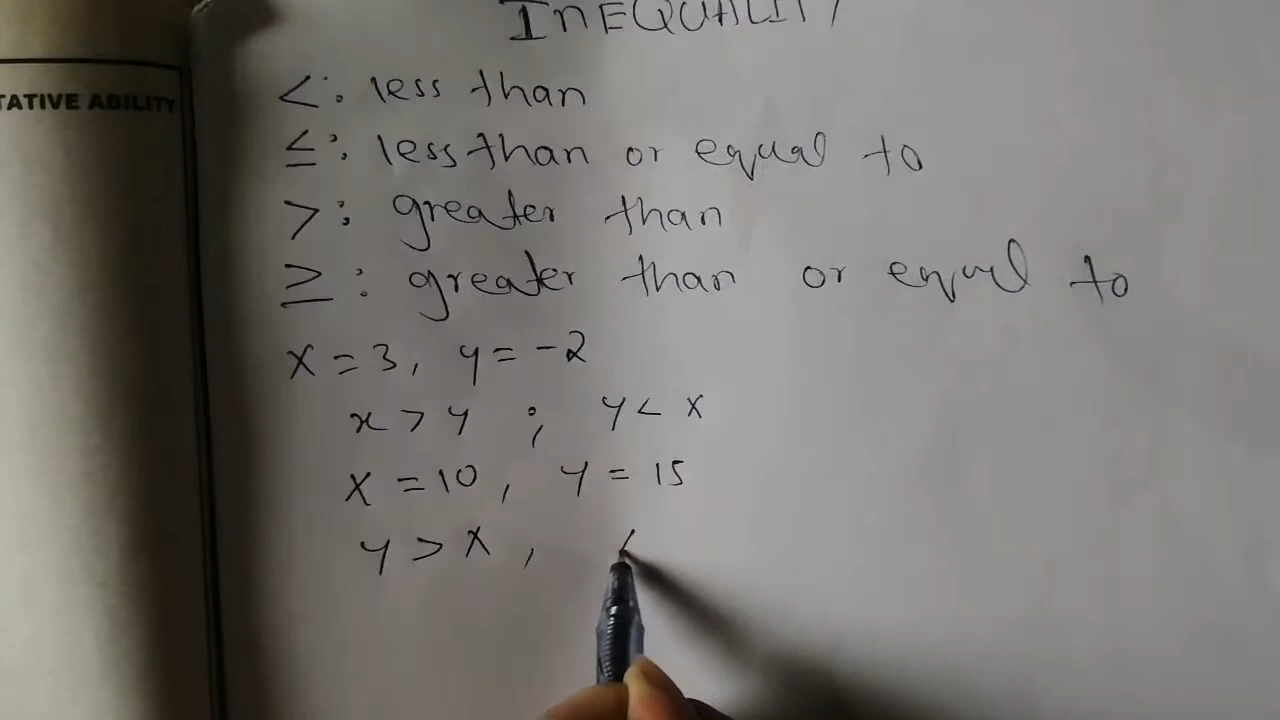 INEQUALITY
TATIVE ABILITY
<: less than
≤: less than or equal to
>: greater than
≥: greater than or equal to
x = 3, y = -2
x > y ; y < x
x = 10, y = 15
y > x,